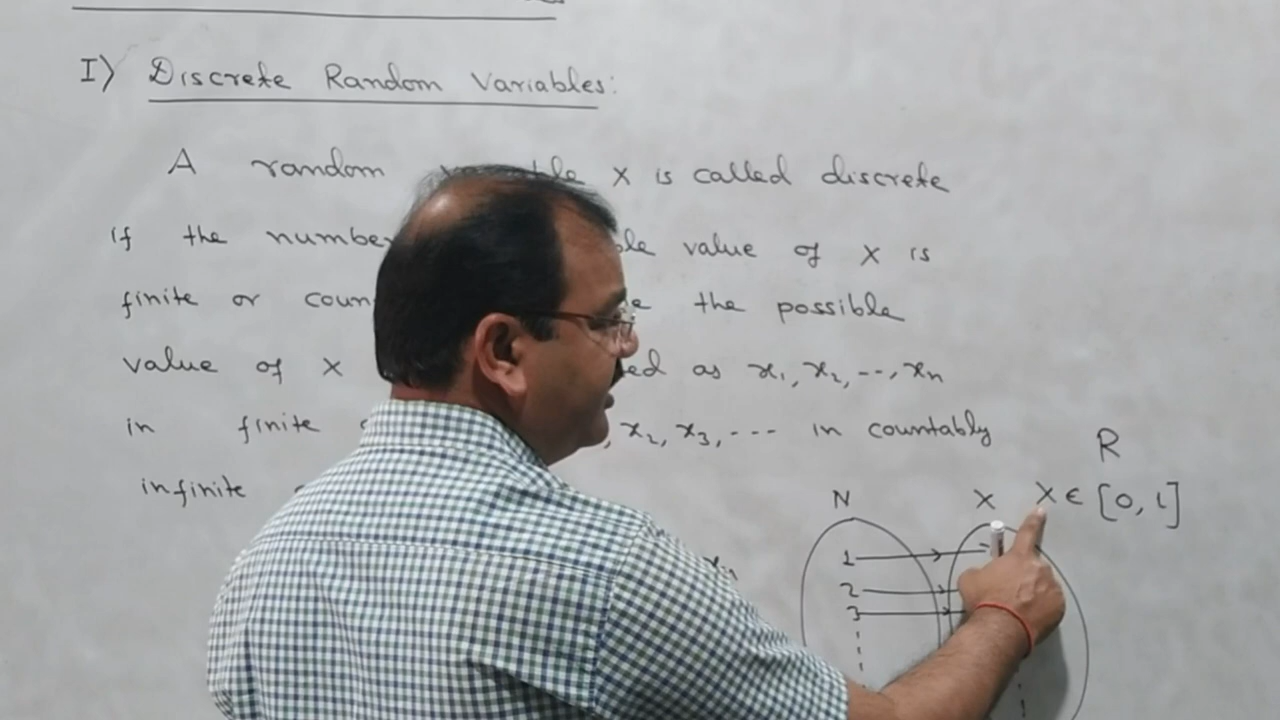 I) Discrete Random Variables:
A random X is called discrete
if the number value of X is
finite or the possible
value of X as x₁, x₂, --, xₙ
in finite x₂, x₃, --- in countably
infinite
R
N X X ∈ [0, 1]
1
2
3